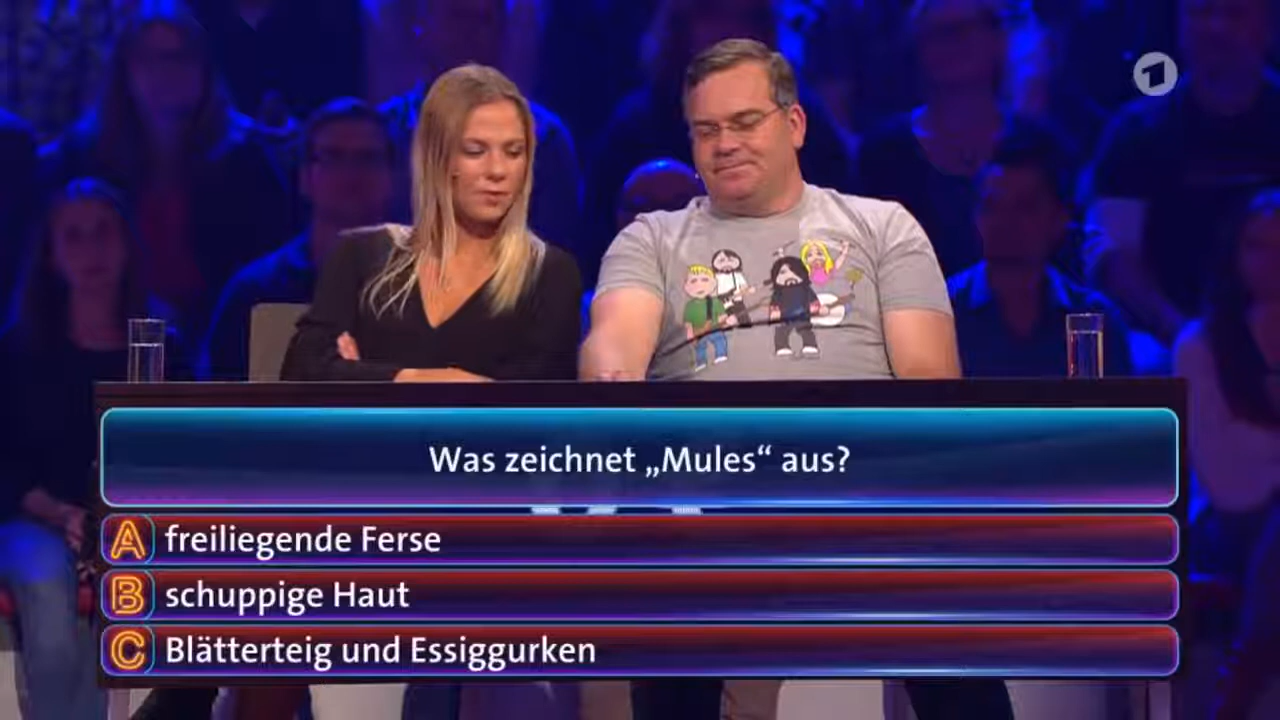 Was zeichnet „Mules“ aus?
A freiliegende Ferse
B schuppige Haut
C Blätterteig und Essiggurken